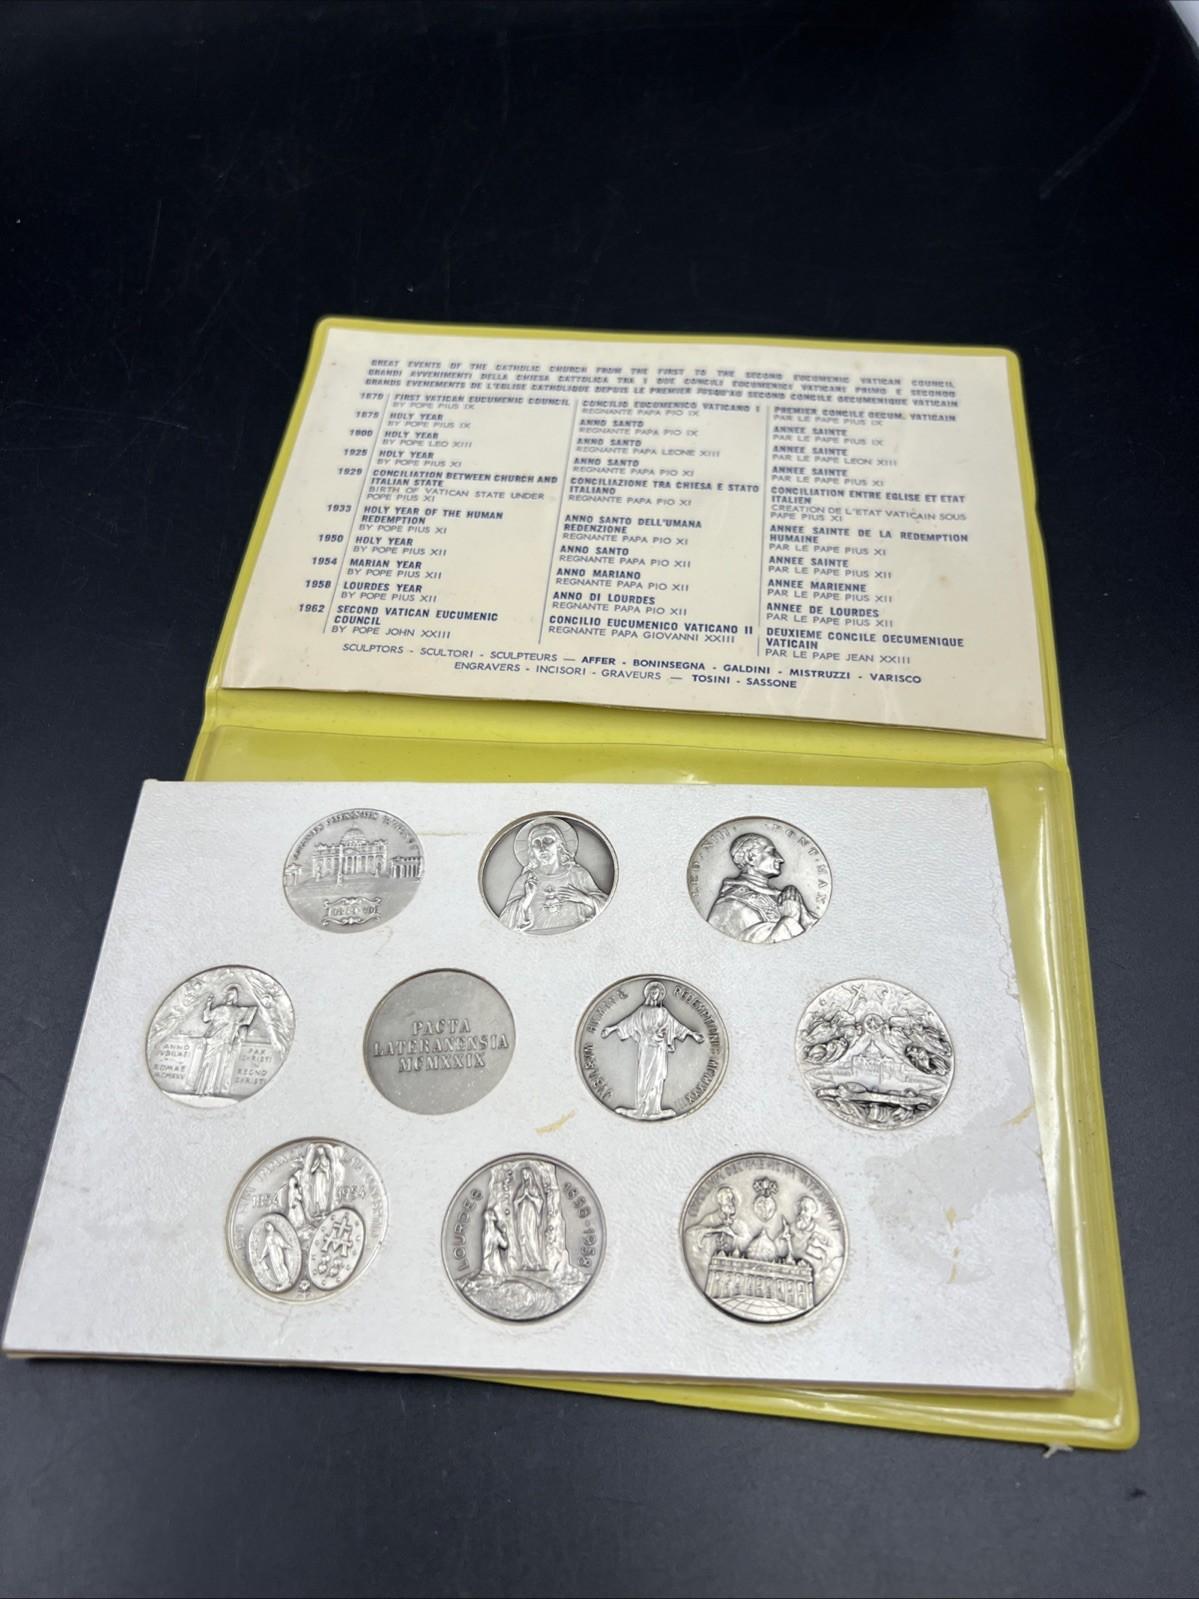 GREAT EVENTS OF THE CATHOLIC CHURCH FROM THE FIRST TO THE SECOND EUCUMENIC VATICAN COUNCIL
GRANDI AVVENIMENTI DELLA CHIESA CATTOLICA TRA I DUE CONCILI EUCUMENICI VATICANI PRIMO E SECONDO
GRANDS EVENEMENTS DE L'EGLISE CATHOLIQUE DEPUIS LE PREMIER JUSQU'AU SECOND CONCILE OECUMENIQUE VATICAIN
1870 FIRST VATICAN EUCUMENIC COUNCIL
BY POPE PIUS IX
1875 HOLY YEAR
BY POPE PIUS IX
1900 HOLY YEAR
BY POPE LEO XIII
1925 HOLY YEAR
BY POPE PIUS XI
1929 CONCILIATION BETWEEN CHURCH AND
ITALIAN STATE
BIRTH OF VATICAN STATE UNDER
POPE PIUS XI
1933 HOLY YEAR OF THE HUMAN
REDEMPTION
BY POPE PIUS XI
1950 HOLY YEAR
BY POPE PIUS XII
1954 MARIAN YEAR
BY POPE PIUS XII
1958 LOURDES YEAR
BY POPE PIUS XII
1962 SECOND VATICAN EUCUMENIC
COUNCIL
BY POPE JOHN XXIII
CONCILIO EUCUMENICO VATICANO I
REGNANTE PAPA PIO IX
ANNO SANTO
REGNANTE PAPA PIO IX
ANNO SANTO
REGNANTE PAPA LEONE XIII
ANNO SANTO
REGNANTE PAPA PIO XI
CONCILIAZIONE TRA CHIESA E STATO
ITALIANO
REGNANTE PAPA PIO XI
ANNO SANTO DELL'UMANA
REDENZIONE
REGNANTE PAPA PIO XI
ANNO SANTO
REGNANTE PAPA PIO XII
ANNO MARIANO
REGNANTE PAPA PIO XII
ANNO DI LOURDES
REGNANTE PAPA PIO XII
CONCILIO EUCUMENICO VATICANO II
REGNANTE PAPA GIOVANNI XXIII
PREMIER CONCILE OECUM. VATICAIN
PAR LE PAPE PIUS IX
ANNEE SAINTE
PAR LE PAPE PIUS IX
ANNEE SAINTE
PAR LE PAPE LEON XIII
ANNEE SAINTE
PAR LE PAPE PIUS XI
CONCILIATION ENTRE EGLISE ET ETAT
ITALIEN
CREATION DE L'ETAT VATICAIN SOUS
PAPE PIUS XI
ANNEE SAINTE DE LA REDEMPTION
HUMAINE
PAR LE PAPE PIUS XI
ANNEE SAINTE
PAR LE PAPE PIUS XII
ANNEE MARIENNE
PAR LE PAPE PIUS XII
ANNEE DE LOURDES
PAR LE PAPE PIUS XII
DEUXIEME CONCILE OECUMENIQUE
VATICAIN
PAR LE PAPE JEAN XXIII
SCULPTORS - SCULTORI - SCULPTEURS — AFFER - BONINSEGNA - GALDINI - MISTRUZZI - VARISCO
ENGRAVERS - INCISORI - GRAVEURS — TOSINI - SASSONE
LEO · XIII · PONT · MAX ·
ANNO
IVBILAEI
ROMAE
MCMXXV
PAX
CHRISTI
IN
REGNO
CHRISTI
PACTA
LATERANENSIA
MCMXXIX
REDEMPTIONIS
1854 1954
M
LOURDES 1858 · 1958